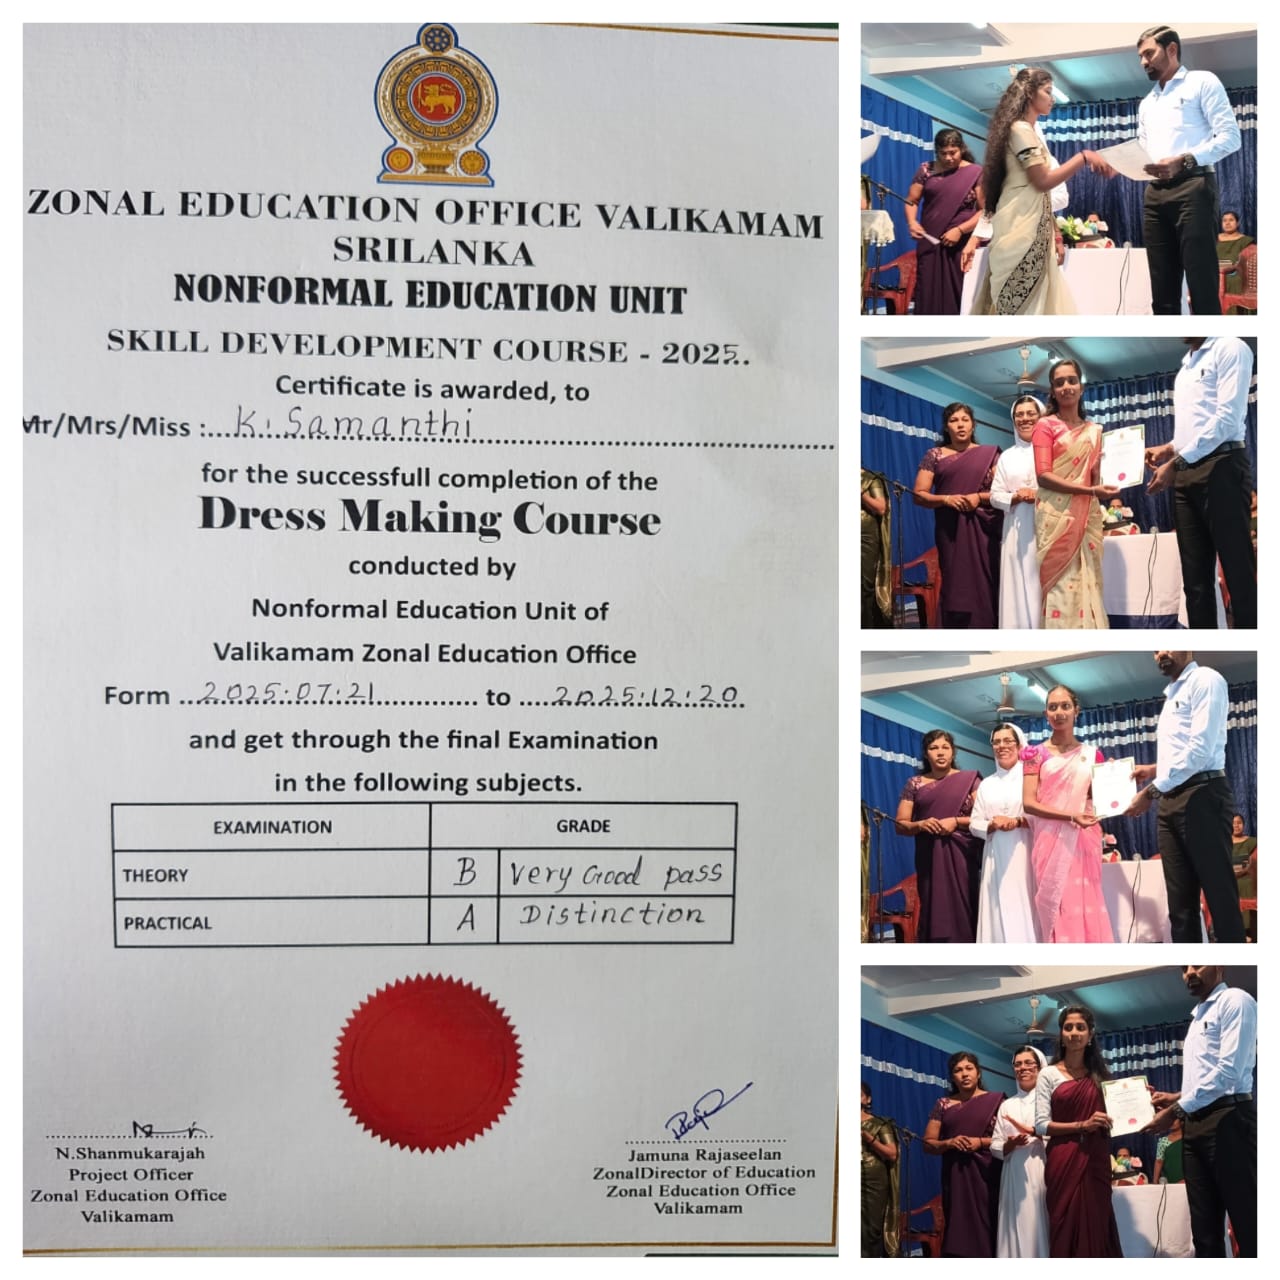 ZONAL EDUCATION OFFICE VALIKAMAM
SRILANKA
NONFORMAL EDUCATION UNIT
SKILL DEVELOPMENT COURSE - 2025.
Certificate is awarded, to
Mr/Mrs/Miss : K. Samanthi
for the successfull completion of the
Dress Making Course
conducted by
Nonformal Education Unit of
Valikamam Zonal Education Office
Form 2025:07:21 to 2025:12:20.
and get through the final Examination
in the following subjects.
EXAMINATION GRADE
THEORY B Very Good pass
PRACTICAL A Distinction
N.Shanmukarajah
Project Officer
Zonal Education Office
Valikamam
Jamuna Rajaseelan
ZonalDirector of Education
Zonal Education Office
Valikamam